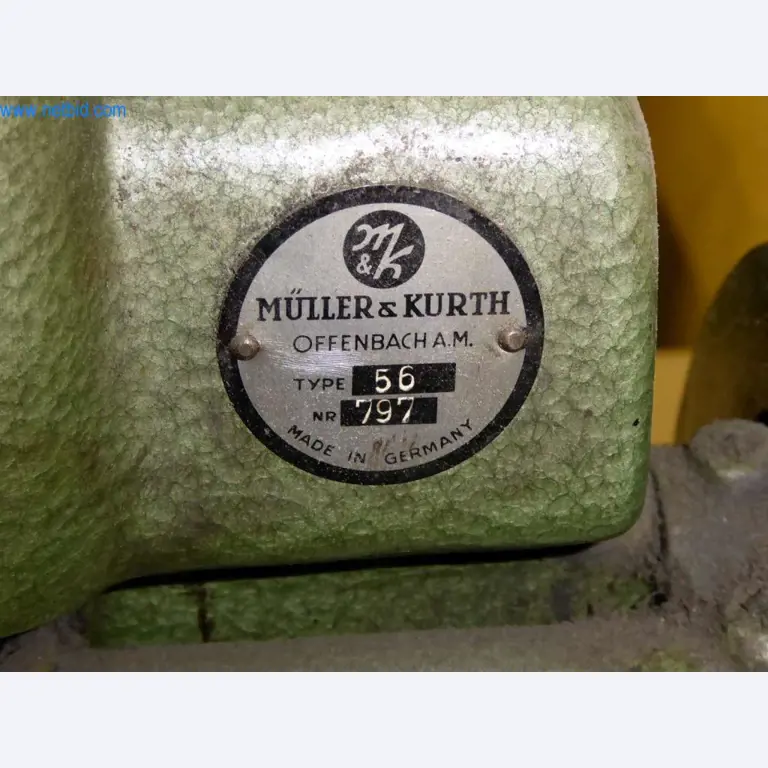 www.netbid.com
&
MÜLLER & KURTH
OFFENBACH A.M.
TYPE 56
NR 797
MADE IN GERMANY